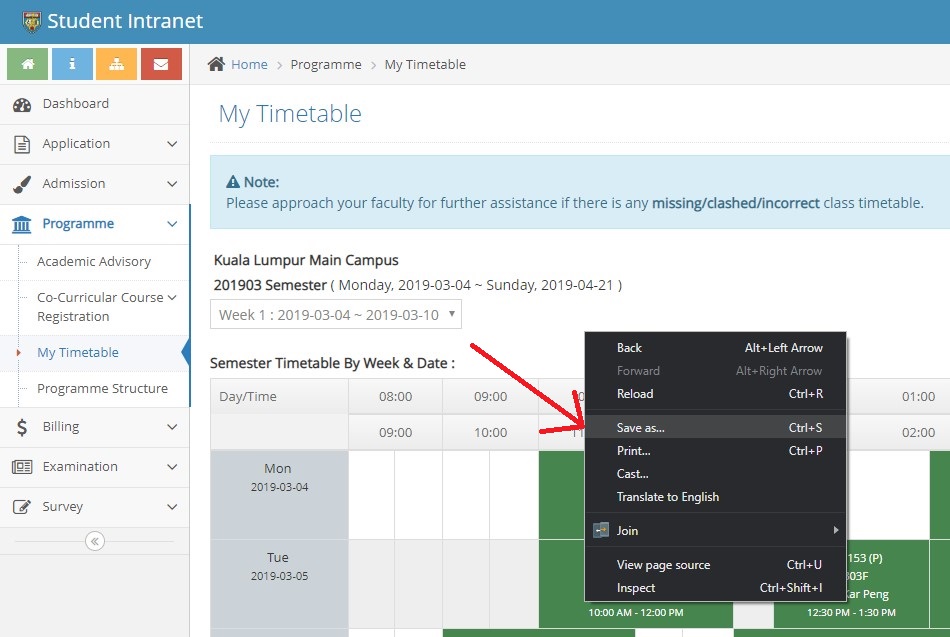 Student Intranet
Home > Programme > My Timetable
Dashboard
Application
Admission
Programme
Academic Advisory
Co-Curricular Course
Registration
My Timetable
Programme Structure
Billing
Examination
Survey
My Timetable
Note:
Please approach your faculty for further assistance if there is any missing/clashed/incorrect class timetable.
Kuala Lumpur Main Campus
201903 Semester ( Monday, 2019-03-04 ~ Sunday, 2019-04-21 )
Week 1 : 2019-03-04 ~ 2019-03-10
Semester Timetable By Week & Date :
Day/Time 08:00 09:00 01:00
09:00 10:00 02:00
Mon
2019-03-04
Tue
2019-03-05
Back Alt+Left Arrow
Forward Alt+Right Arrow
Reload Ctrl+R
Save as... Ctrl+S
Print... Ctrl+P
Cast...
Translate to English
Join
View page source Ctrl+U
Inspect Ctrl+Shift+I
10:00 AM - 12:00 PM
153 (P)
303F
Kar Peng
12:30 PM - 1:30 PM